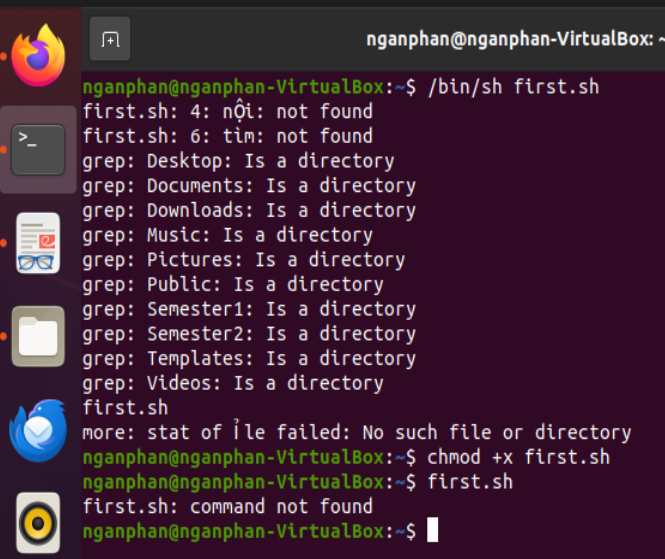 nganphan@nganphan-VirtualBox: ~
nganphan@nganphan-VirtualBox:~$ /bin/sh first.sh
first.sh: 4: nỘi: not found
first.sh: 6: tìm: not found
grep: Desktop: Is a directory
grep: Documents: Is a directory
grep: Downloads: Is a directory
grep: Music: Is a directory
grep: Pictures: Is a directory
grep: Public: Is a directory
grep: Semester1: Is a directory
grep: Semester2: Is a directory
grep: Templates: Is a directory
grep: Videos: Is a directory
first.sh
more: stat of Ỉle failed: No such file or directory
nganphan@nganphan-VirtualBox:~$ chmod +x first.sh
nganphan@nganphan-VirtualBox:~$ first.sh
first.sh: command not found
nganphan@nganphan-VirtualBox:~$